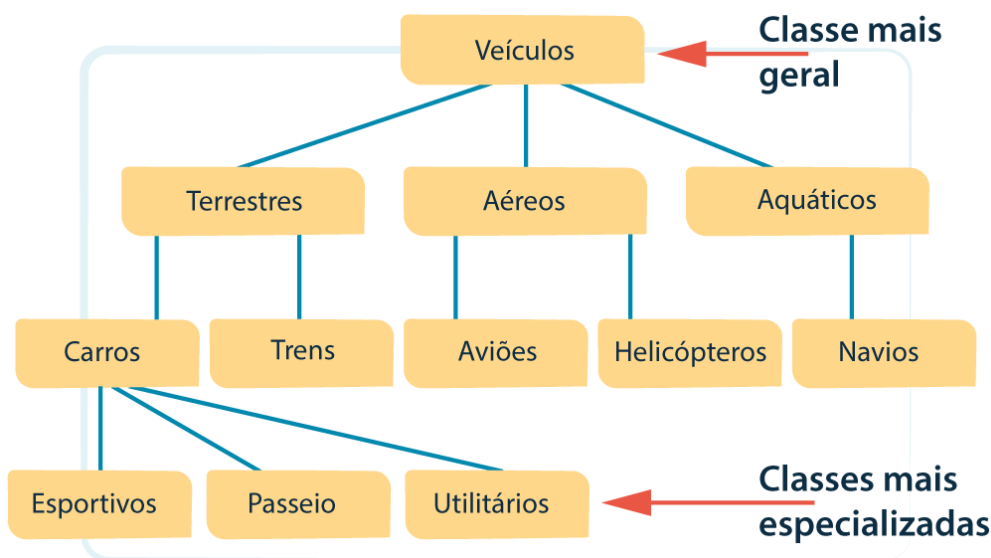 Veículos
Classe mais
geral
Terrestres
Aéreos
Aquáticos
Carros
Trens
Aviões
Helicópteros
Navios
Esportivos
Passeio
Utilitários
Classes mais
especializadas